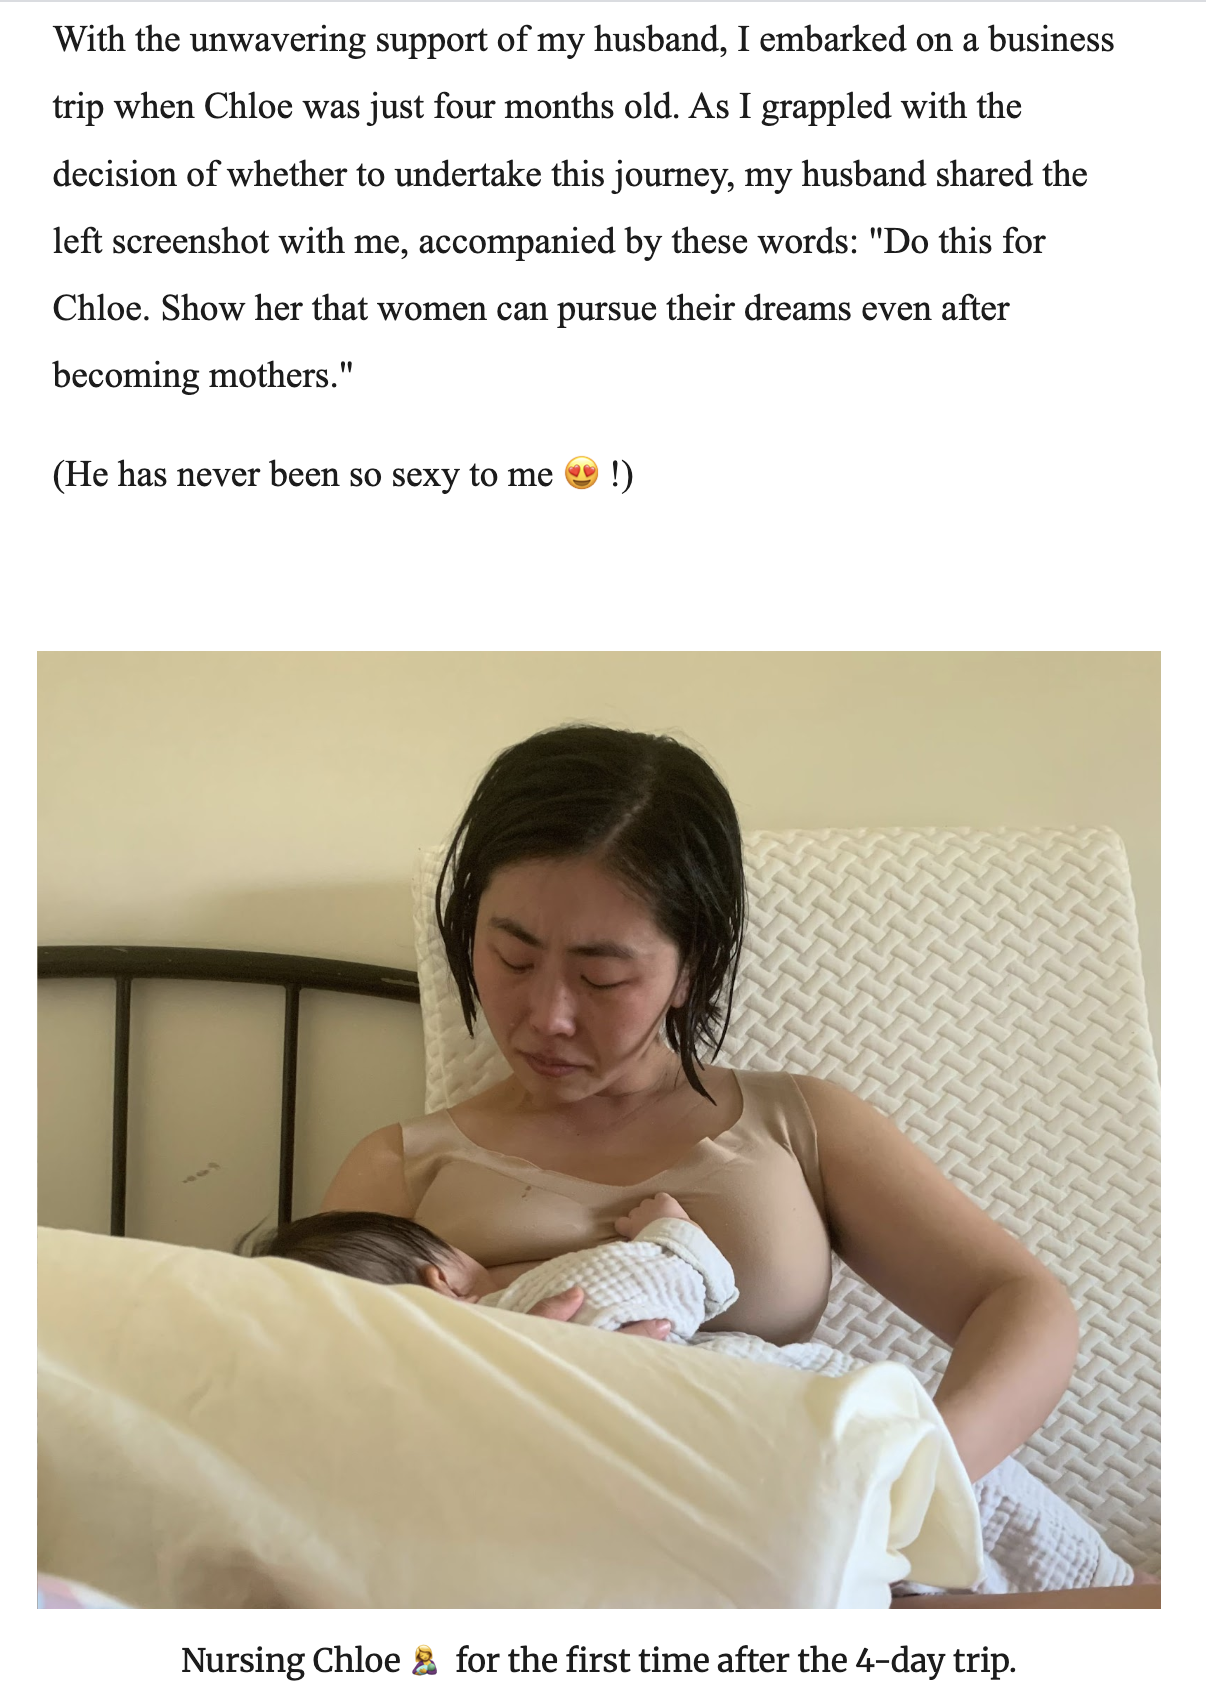 With the unwavering support of my husband, I embarked on a business
trip when Chloe was just four months old. As I grappled with the
decision of whether to undertake this journey, my husband shared the
left screenshot with me, accompanied by these words: "Do this for
Chloe. Show her that women can pursue their dreams even after
becoming mothers."
(He has never been so sexy to me 😍 !)
Nursing Chloe 🤱 for the first time after the 4-day trip.